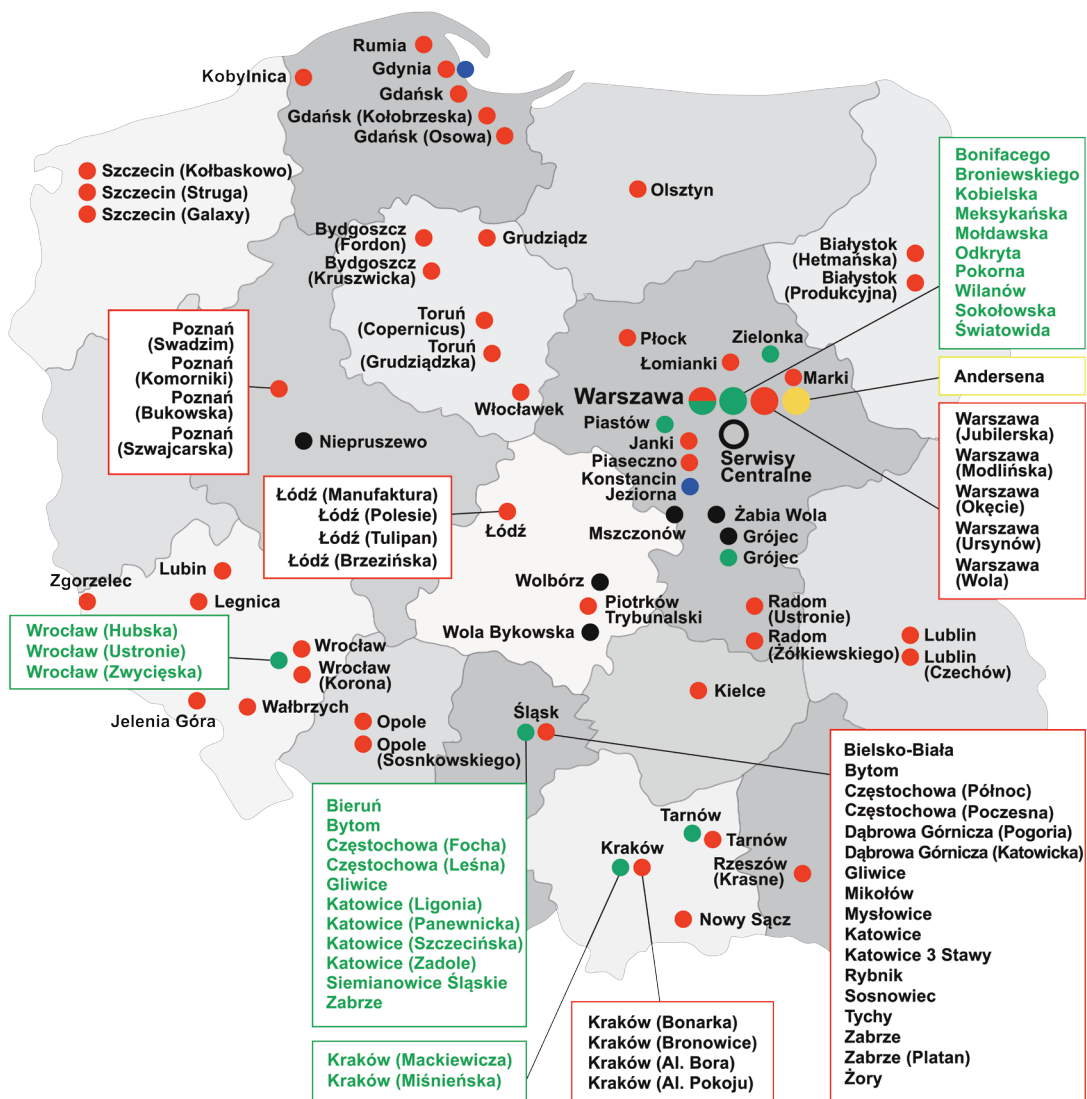 Rumia
Gdynia
Kobylnica
Gdańsk
Gdańsk (Kołobrzeska)
Gdańsk (Osowa)
Szczecin (Kołbaskowo)
Szczecin (Struga)
Szczecin (Galaxy)
Olsztyn
Bydgoszcz
(Fordon)
Grudziądz
Bydgoszcz
(Kruszwicka)
Białystok
(Hetmańska)
Białystok
(Produkcyjna)
Bonifacego
Broniewskiego
Kobielska
Meksykańska
Mołdawska
Odkryta
Pokorna
Wilanów
Sokołowska
Światowida
Toruń
(Copernicus)
Toruń
(Grudziądzka)
Włocławek
Poznań
(Swadzim)
Poznań
(Komorniki)
Poznań
(Bukowska)
Poznań
(Szwajcarska)
Niepruszewo
Płock
Zielonka
Łomianki
Marki
Warszawa
Andersena
Piastów
Janki
Piaseczno
Konstancin
Jeziorna
Serwisy
Centralne
Warszawa
(Jubilerska)
Warszawa
(Modlińska)
Warszawa
(Okęcie)
Warszawa
(Ursynów)
Warszawa
(Wola)
Mszczonów
Żabia Wola
Grójec
Grójec
Łódź (Manufaktura)
Łódź (Polesie)
Łódź (Tulipan)
Łódź (Brzezińska)
Łódź
Wolbórz
Piotrków
Trybunalski
Wola Bykowska
Radom
(Ustronie)
Radom
(Żółkiewskiego)
Lublin
Lublin
(Czechów)
Lubin
Zgorzelec
Legnica
Wrocław (Hubska)
Wrocław (Ustronie)
Wrocław (Zwycięska)
Wrocław
Wrocław
(Korona)
Jelenia Góra
Wałbrzych
Opole
Opole
(Sosnkowskiego)
Kielce
Śląsk
Bieruń
Bytom
Częstochowa (Focha)
Częstochowa (Leśna)
Gliwice
Katowice (Ligonia)
Katowice (Panewnicka)
Katowice (Szczecińska)
Katowice (Zadole)
Siemianowice Śląskie
Zabrze
Bielsko-Biała
Bytom
Częstochowa (Północ)
Częstochowa (Poczesna)
Dąbrowa Górnicza (Pogoria)
Dąbrowa Górnicza (Katowicka)
Gliwice
Mikołów
Mysłowice
Katowice
Katowice 3 Stawy
Rybnik
Sosnowiec
Tychy
Zabrze
Zabrze (Platan)
Żory
Tarnów
Tarnów
Kraków
Rzeszów
(Krasne)
Nowy Sącz
Kraków (Mackiewicza)
Kraków (Miśnieńska)
Kraków (Bonarka)
Kraków (Bronowice)
Kraków (Al. Bora)
Kraków (Al. Pokoju)